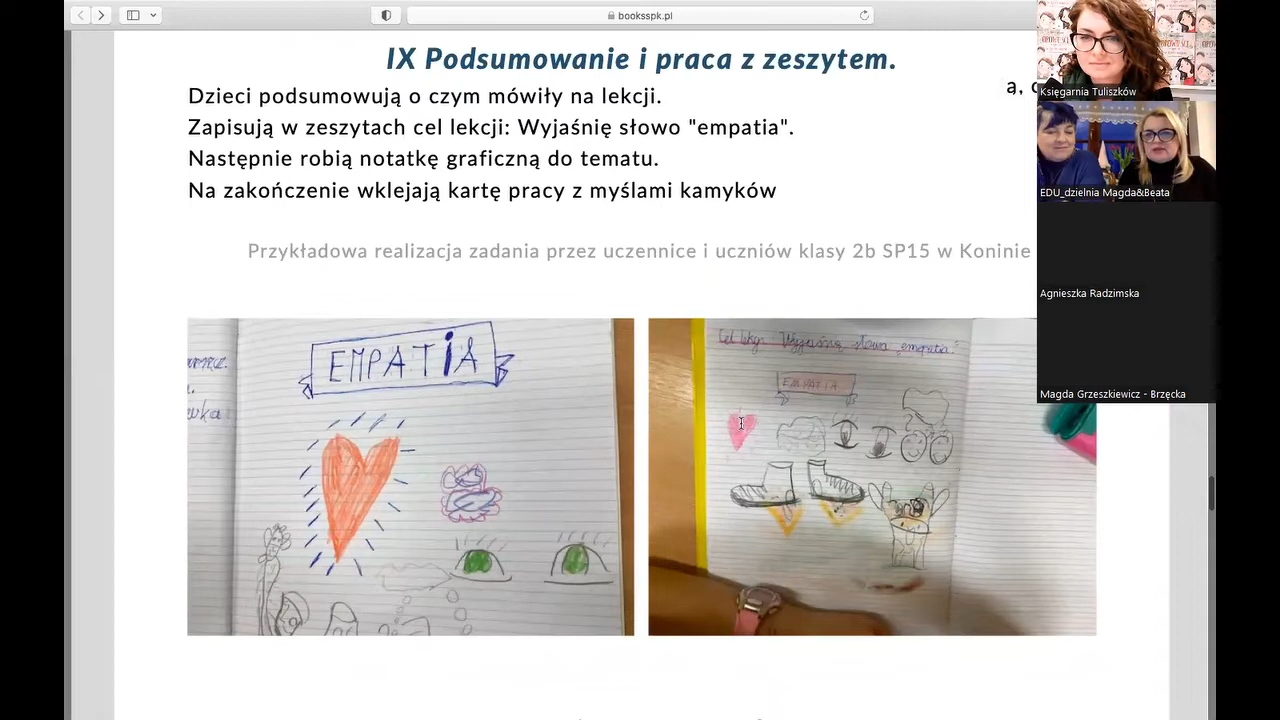 booksspk.pl
IX Podsumowanie i praca z zeszytem.
Dzieci podsumowują o czym mówiły na lekcji.
Zapisują w zeszytach cel lekcji: Wyjaśnię słowo "empatia".
Następnie robią notatkę graficzną do tematu.
Na zakończenie wklejają kartę pracy z myślami kamyków
Przykładowa realizacja zadania przez uczennice i uczniów klasy 2b SP15 w Koninie
EMPATIA
Cel lekcji: Wyjaśnię słowo "empatia".
EMPATIA
Księgarnia Tuliszków
EDU_dzielnia Magda&Beata
Agnieszka Radzimska
Magda Grzeszkiewicz - Brzęcka